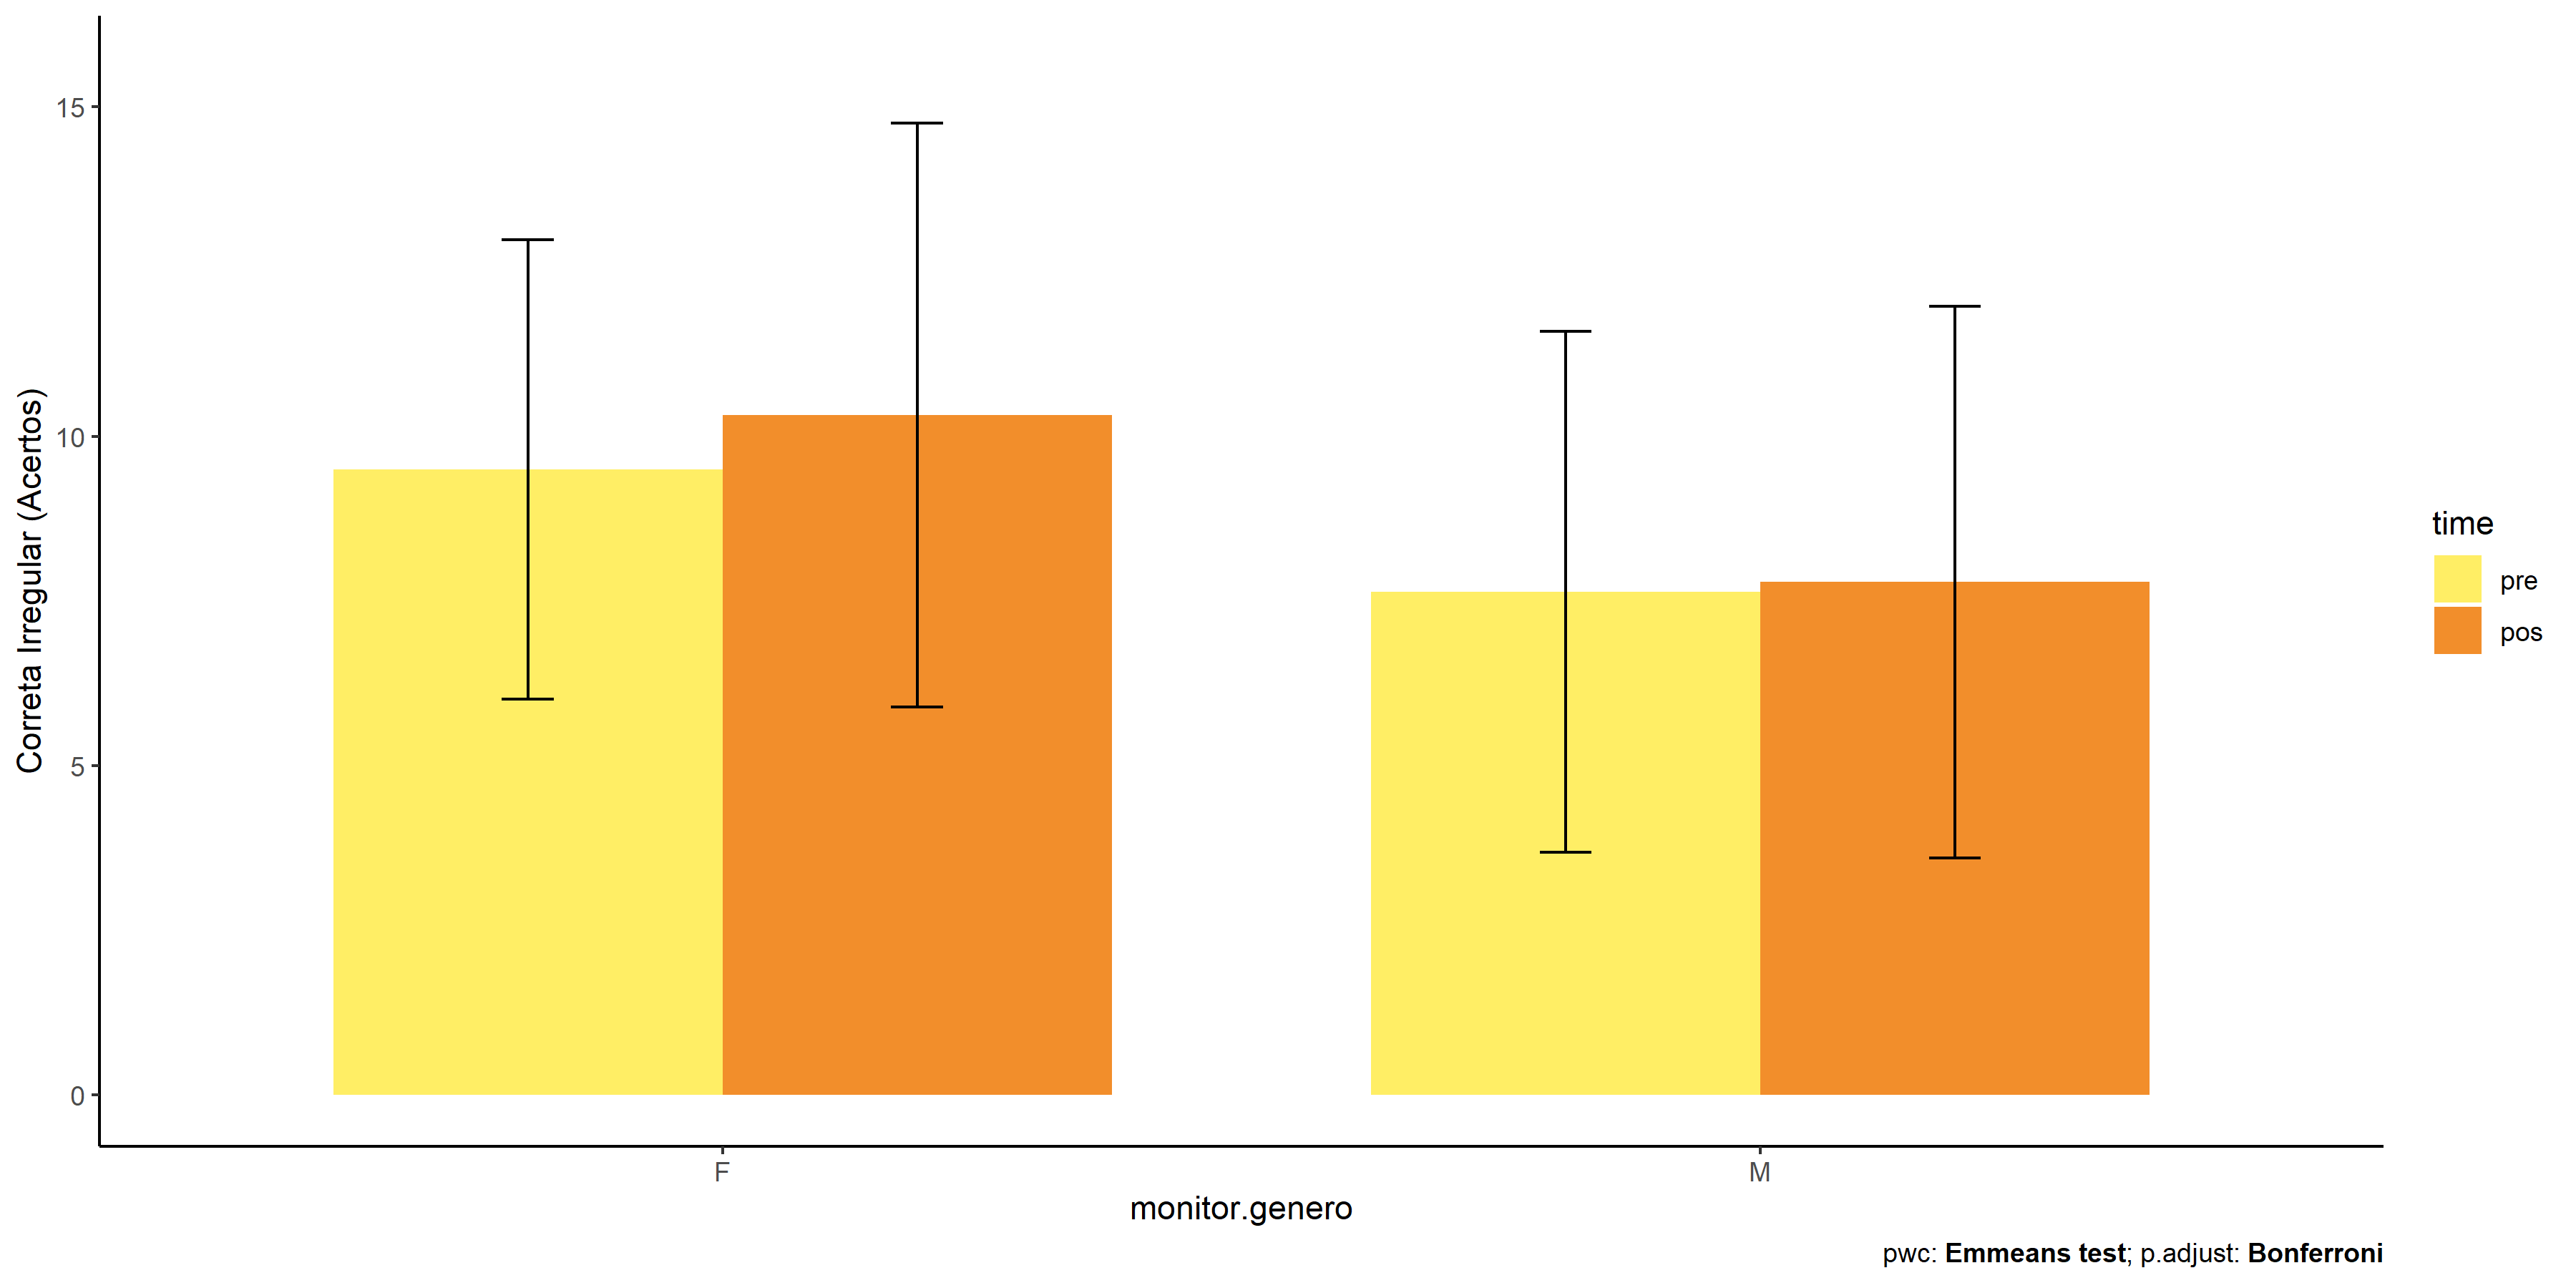 Correta Irregular (Acertos)
15
10
5
0
F
M
monitor.genero
time
pre
pos
pwc: Emmeans test; p.adjust: Bonferroni